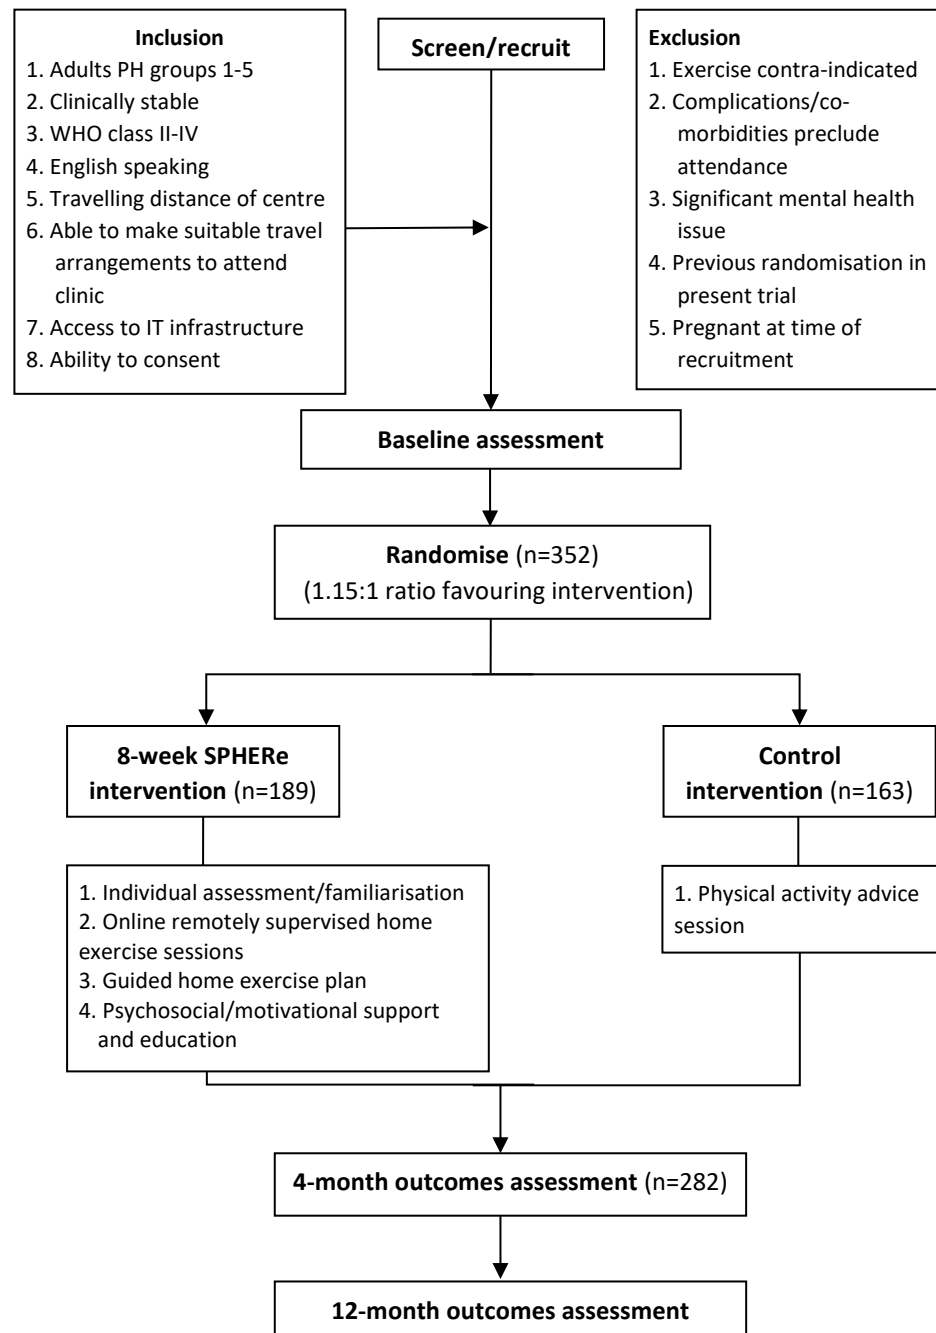 Inclusion
1. Adults PH groups 1-5
2. Clinically stable
3. WHO class II-IV
4. English speaking
5. Travelling distance of centre
6. Able to make suitable travel
arrangements to attend
clinic
7. Access to IT infrastructure
8. Ability to consent
Screen/recruit
Exclusion
1. Exercise contra-indicated
2. Complications/co-
morbidities preclude
attendance
3. Significant mental health
issue
4. Previous randomisation in
present trial
5. Pregnant at time of
recruitment
Baseline assessment
Randomise (n=352)
(1.15:1 ratio favouring intervention)
8-week SPHERe
intervention (n=189)
Control
intervention (n=163)
1. Individual assessment/familiarisation
2. Online remotely supervised home
exercise sessions
3. Guided home exercise plan
4. Psychosocial/motivational support
and education
1. Physical activity advice
session
4-month outcomes assessment (n=282)
12-month outcomes assessment